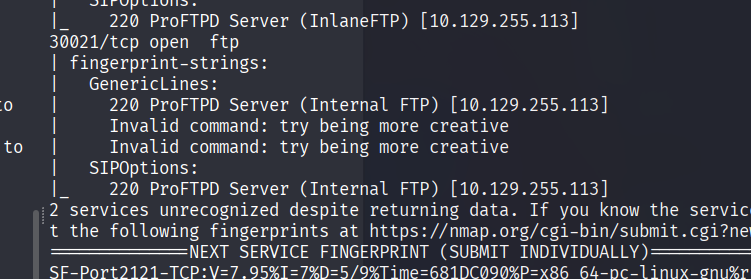 |   SIPOptions:
|_    220 ProFTPD Server (InlaneFTP) [10.129.255.113]
30021/tcp open  ftp
| fingerprint-strings:
|   GenericLines:
to |     220 ProFTPD Server (Internal FTP) [10.129.255.113]
|     Invalid command: try being more creative
to |     Invalid command: try being more creative
|   SIPOptions:
|_    220 ProFTPD Server (Internal FTP) [10.129.255.113]
2 services unrecognized despite returning data. If you know the servic
t the following fingerprints at https://nmap.org/cgi-bin/submit.cgi?ne
==============NEXT SERVICE FINGERPRINT (SUBMIT INDIVIDUALLY)==========
SF-Port2121-TCP:V=7.95%I=7%D=5/9%Time=681DC090%P=x86_64-pc-linux-gnu%r